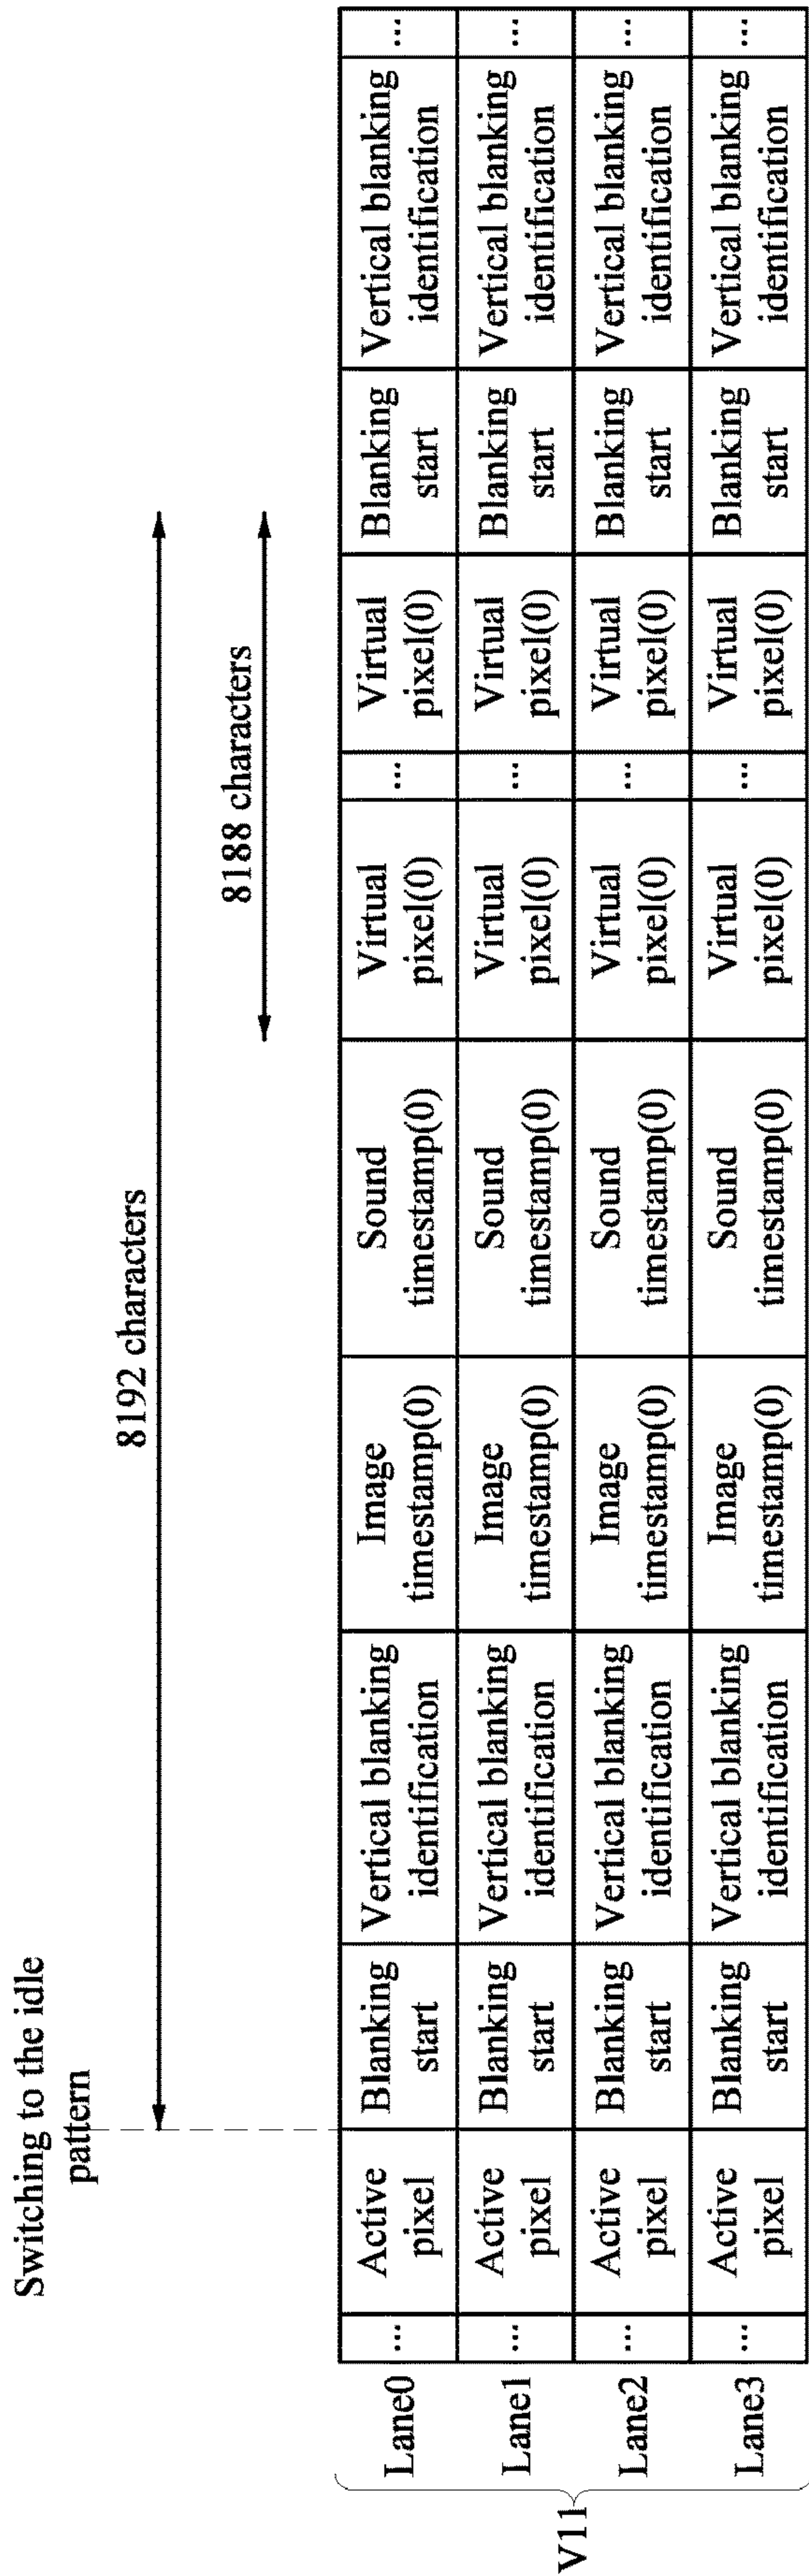 Switching to the idle
pattern
8192 characters
8188 characters
V11
Lane0 ... Active pixel Blanking start Vertical blanking identification Image timestamp(0) Sound timestamp(0) Virtual pixel(0) ... Virtual pixel(0) Blanking start Vertical blanking identification ...
Lane1 ... Active pixel Blanking start Vertical blanking identification Image timestamp(0) Sound timestamp(0) Virtual pixel(0) ... Virtual pixel(0) Blanking start Vertical blanking identification ...
Lane2 ... Active pixel Blanking start Vertical blanking identification Image timestamp(0) Sound timestamp(0) Virtual pixel(0) ... Virtual pixel(0) Blanking start Vertical blanking identification ...
Lane3 ... Active pixel Blanking start Vertical blanking identification Image timestamp(0) Sound timestamp(0) Virtual pixel(0) ... Virtual pixel(0) Blanking start Vertical blanking identification ...